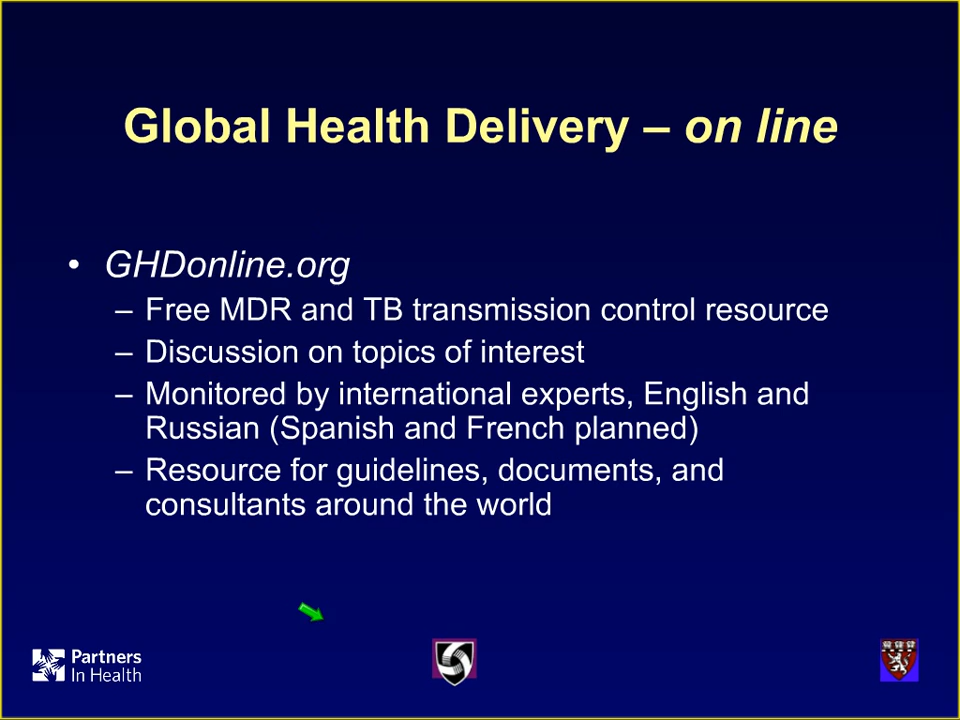 Global Health Delivery – on line
• GHDonline.org
– Free MDR and TB transmission control resource
– Discussion on topics of interest
– Monitored by international experts, English and
Russian (Spanish and French planned)
– Resource for guidelines, documents, and
consultants around the world
Partners
In Health